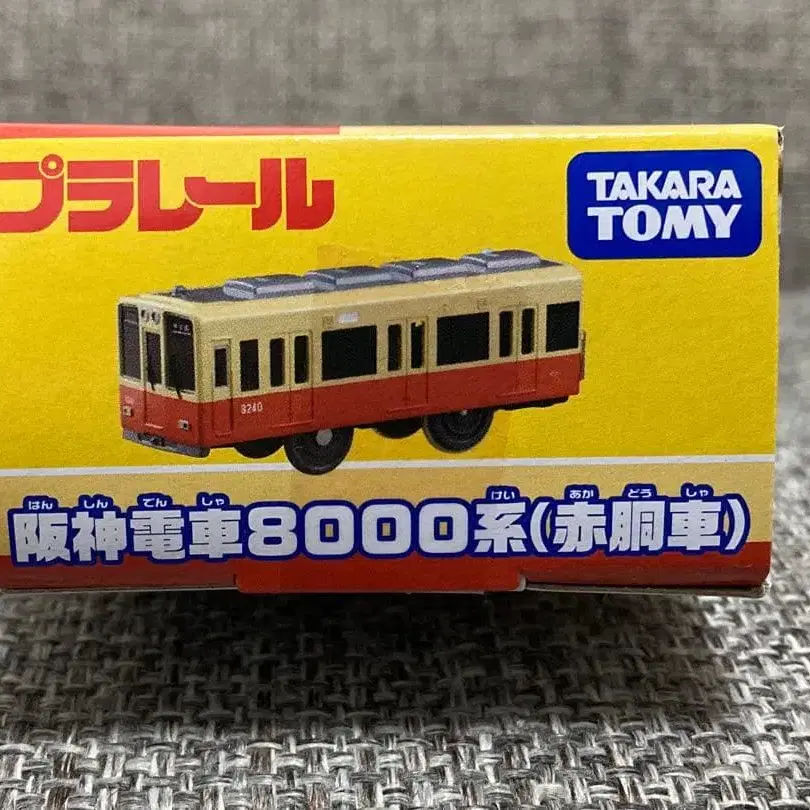 プラレール
TAKARA
TOMY
8240
はん しん でん しゃ けい あか どう しゃ
阪神電車8000系(赤胴車)